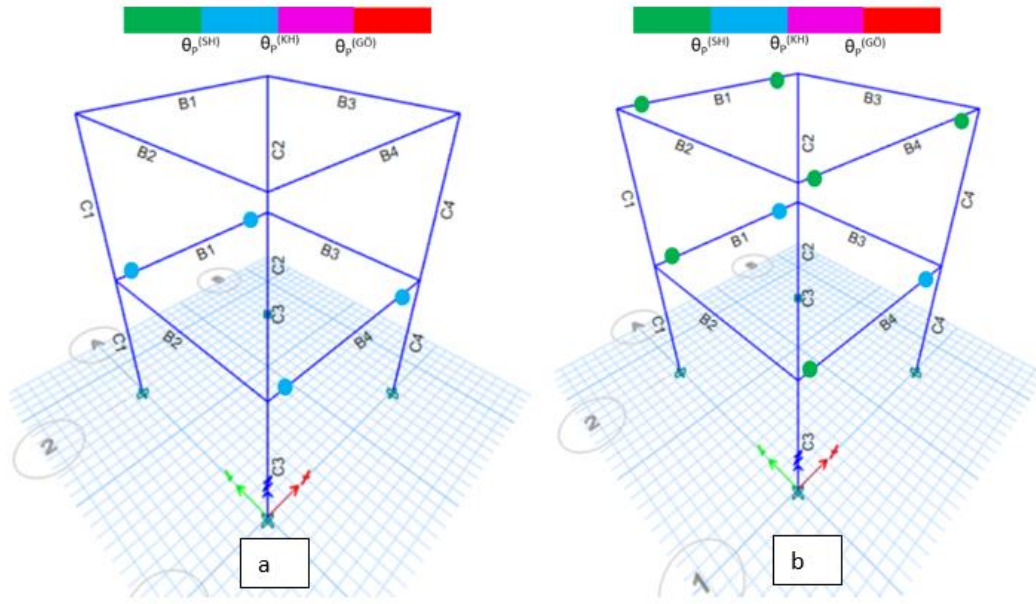 θP(SH) θP(KH) θP(GÖ)
B1 B3
B2 C2 B4
C1 C4
B1 C2 B3
C3
C1 B2 B4 C4
A
2
C3
a
θP(SH) θP(KH) θP(GÖ)
B1 B3
B2 C2 B4
C1 C4
B1 C2 B3
C3
C1 B2 B4 C4
A
2
C3
1
b